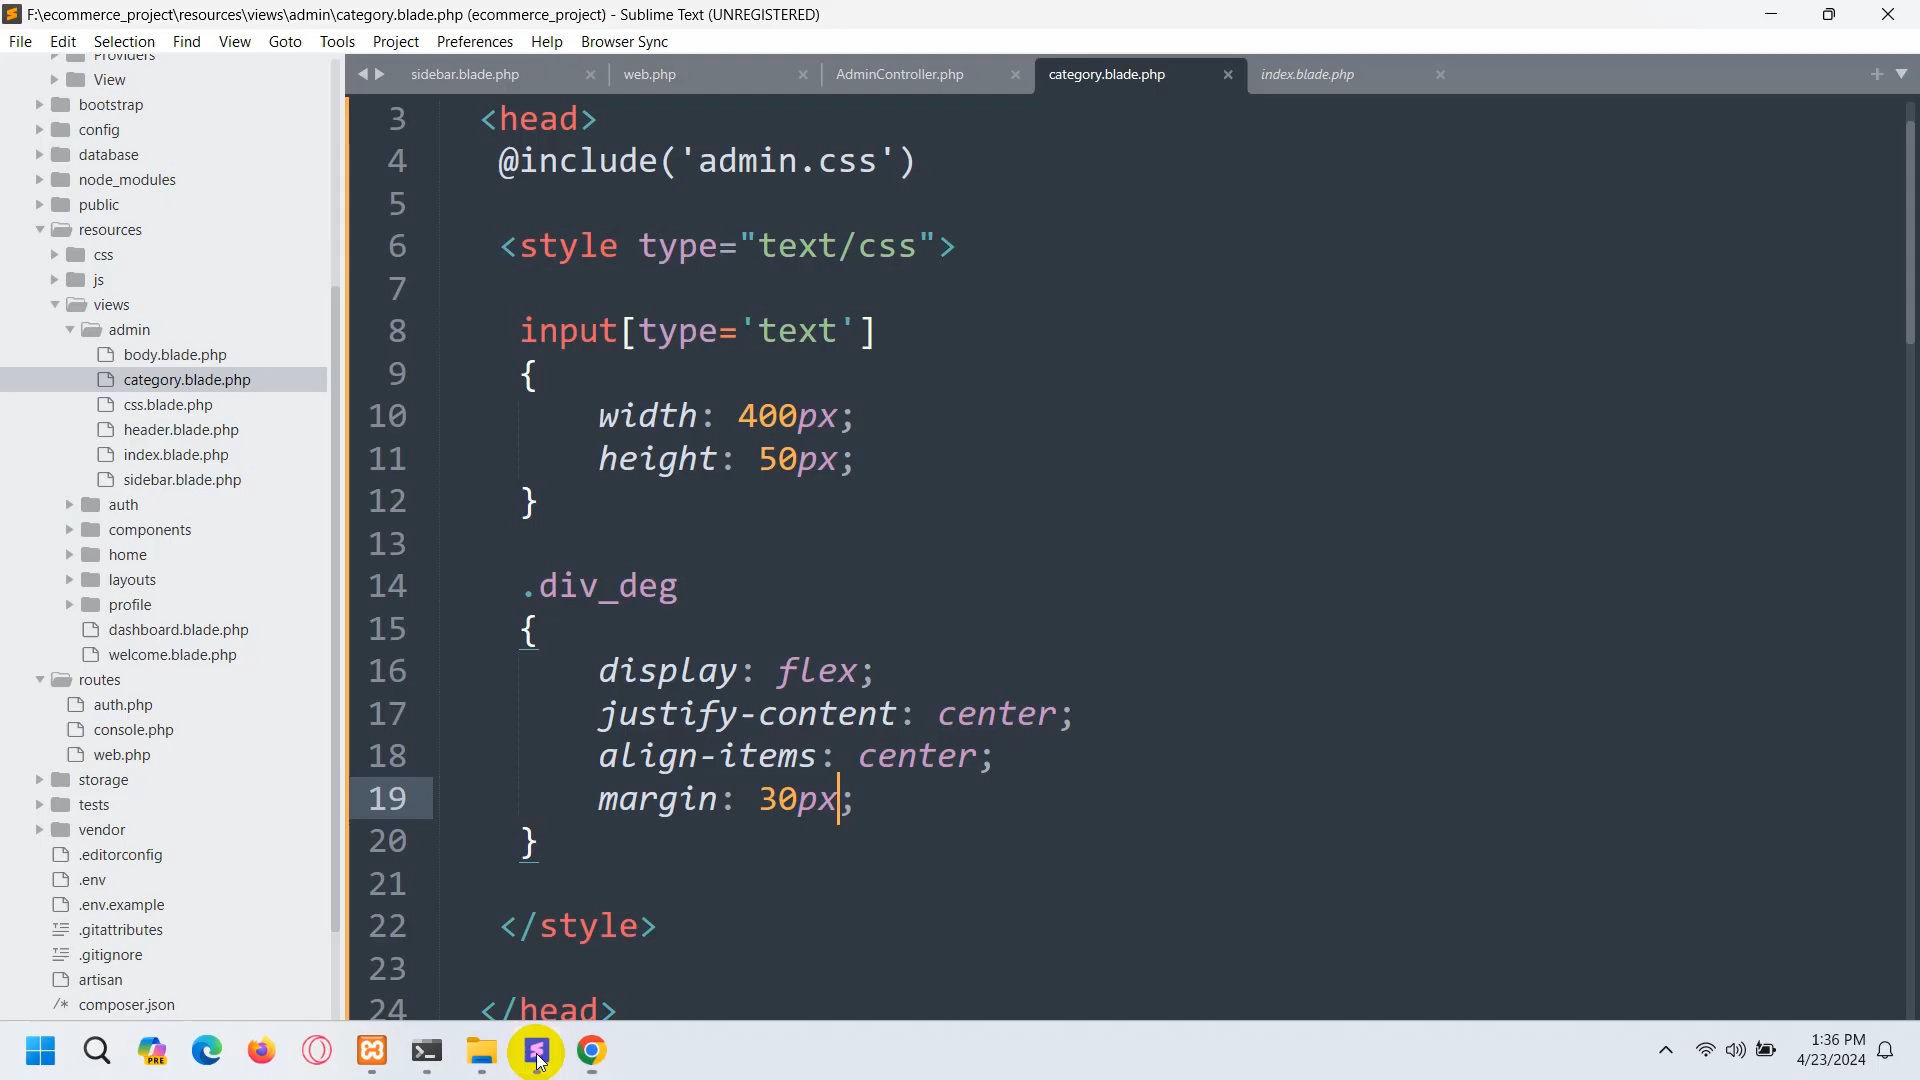 F:\ecommerce_project\resources\views\admin\category.blade.php (ecommerce_project) - Sublime Text (UNREGISTERED)
File Edit Selection Find View Goto Tools Project Preferences Help Browser Sync
Providers
View
bootstrap
config
database
node_modules
public
resources
css
js
views
admin
body.blade.php
category.blade.php
css.blade.php
header.blade.php
index.blade.php
sidebar.blade.php
auth
components
home
layouts
profile
dashboard.blade.php
welcome.blade.php
routes
auth.php
console.php
web.php
storage
tests
vendor
.editorconfig
.env
.env.example
.gitattributes
.gitignore
artisan
/* composer.json
sidebar.blade.php web.php AdminController.php category.blade.php index.blade.php
3 <head>
4 @include('admin.css')
5
6 <style type="text/css">
7
8 input[type='text']
9 {
10 width: 400px;
11 height: 50px;
12 }
13
14 .div_deg
15 {
16 display: flex;
17 justify-content: center;
18 align-items: center;
19 margin: 30px;
20 }
21
22 </style>
23
24 </head>
PRE
1:36 PM
4/23/2024